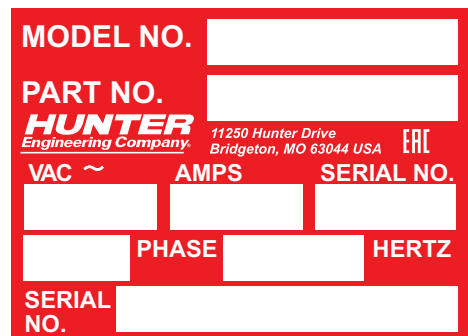 MODEL NO.
PART NO.
HUNTER
Engineering Company
11250 Hunter Drive
Bridgeton, MO 63044 USA
EAC
VAC ~ AMPS SERIAL NO.
PHASE HERTZ
SERIAL
NO.